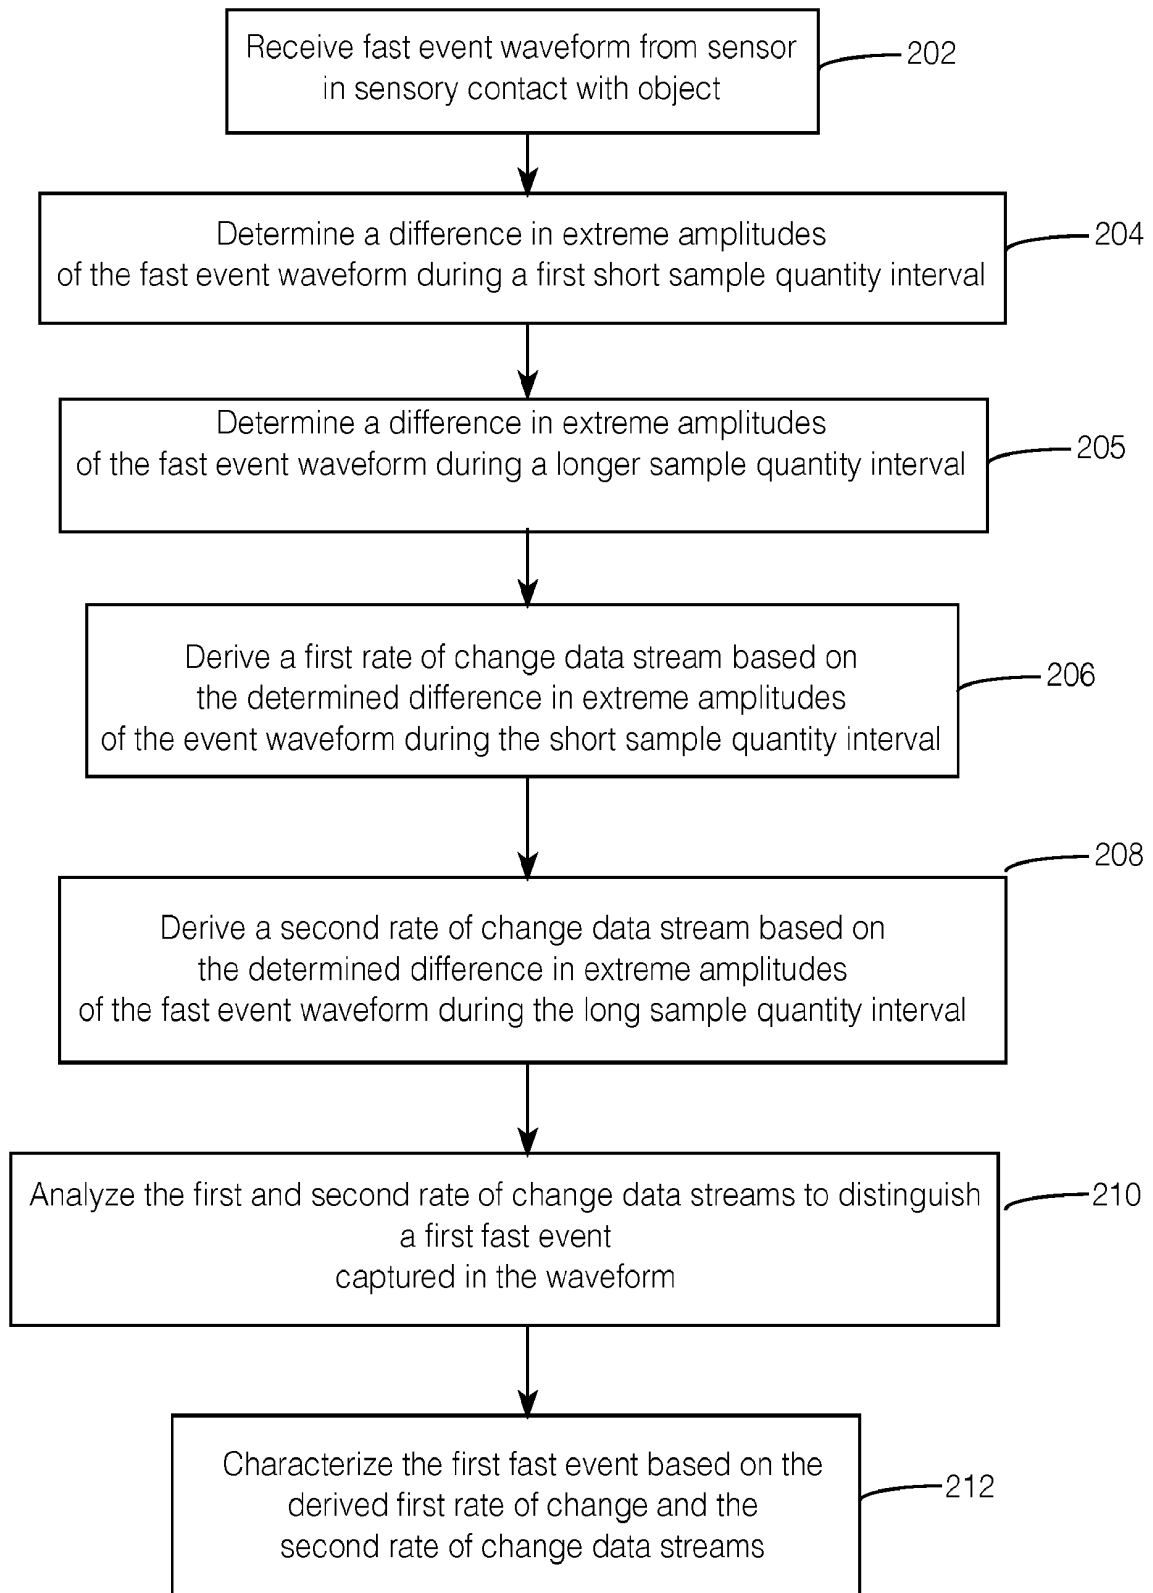 Receive fast event waveform from sensor
in sensory contact with object
202
Determine a difference in extreme amplitudes
of the fast event waveform during a first short sample quantity interval
204
Determine a difference in extreme amplitudes
of the fast event waveform during a longer sample quantity interval
205
Derive a first rate of change data stream based on
the determined difference in extreme amplitudes
of the event waveform during the short sample quantity interval
206
208
Derive a second rate of change data stream based on
the determined difference in extreme amplitudes
of the fast event waveform during the long sample quantity interval
Analyze the first and second rate of change data streams to distinguish
a first fast event
captured in the waveform
210
Characterize the first fast event based on the
derived first rate of change and the
second rate of change data streams
212